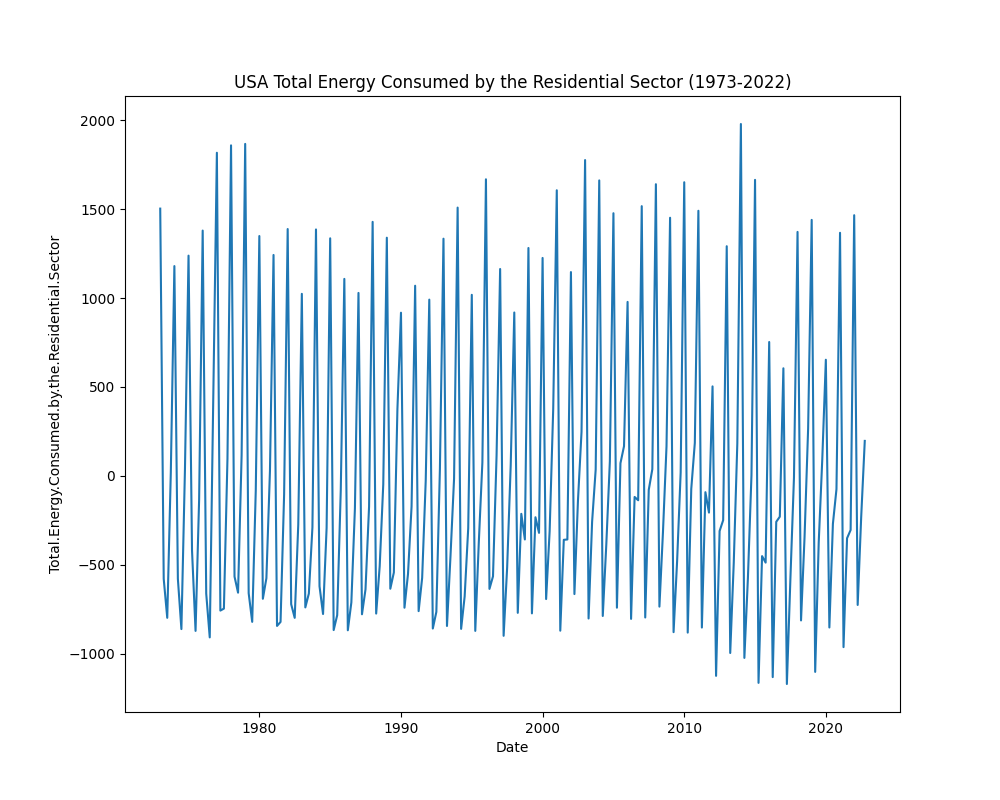 USA Total Energy Consumed by the Residential Sector (1973-2022)
2000
1500
1000
500
0
−500
−1000
Total.Energy.Consumed.by.the.Residential.Sector
1980 1990 2000 2010 2020
Date